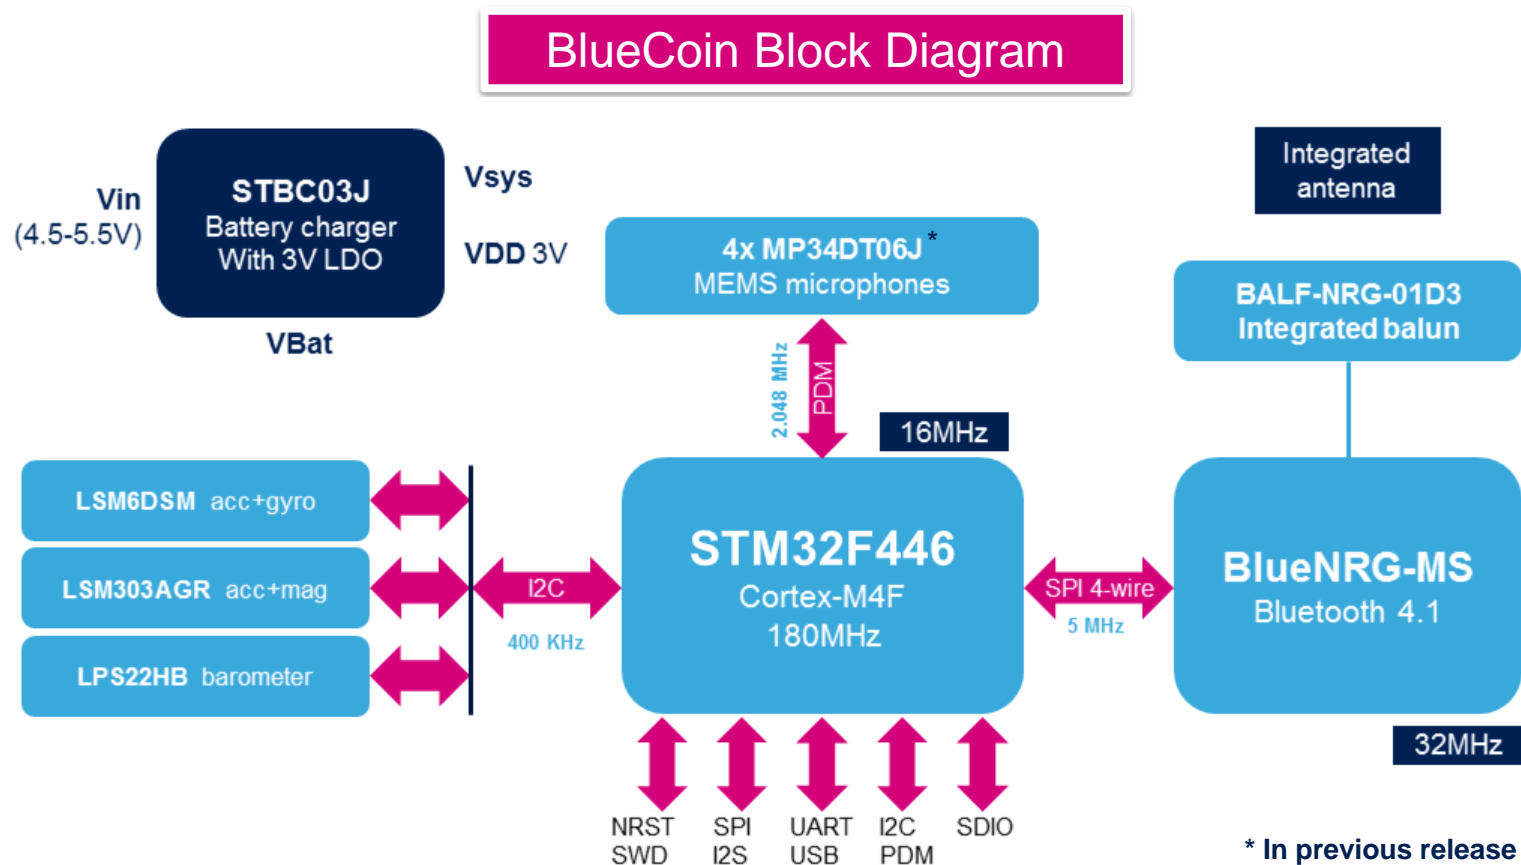 BlueCoin Block Diagram
Vin
(4.5-5.5V)
STBC03J
Battery charger
With 3V LDO
Vsys
VDD 3V
VBat
4x MP34DT06J*
MEMS microphones
Integrated
antenna
BALF-NRG-01D3
Integrated balun
2.048 MHz
PDM
16MHz
LSM6DSM acc+gyro
LSM303AGR acc+mag
LPS22HB barometer
I2C
400 KHz
STM32F446
Cortex-M4F
180MHz
SPI 4-wire
5 MHz
BlueNRG-MS
Bluetooth 4.1
32MHz
NRST
SWD
SPI
I2S
UART
USB
I2C
PDM
SDIO
* In previous release